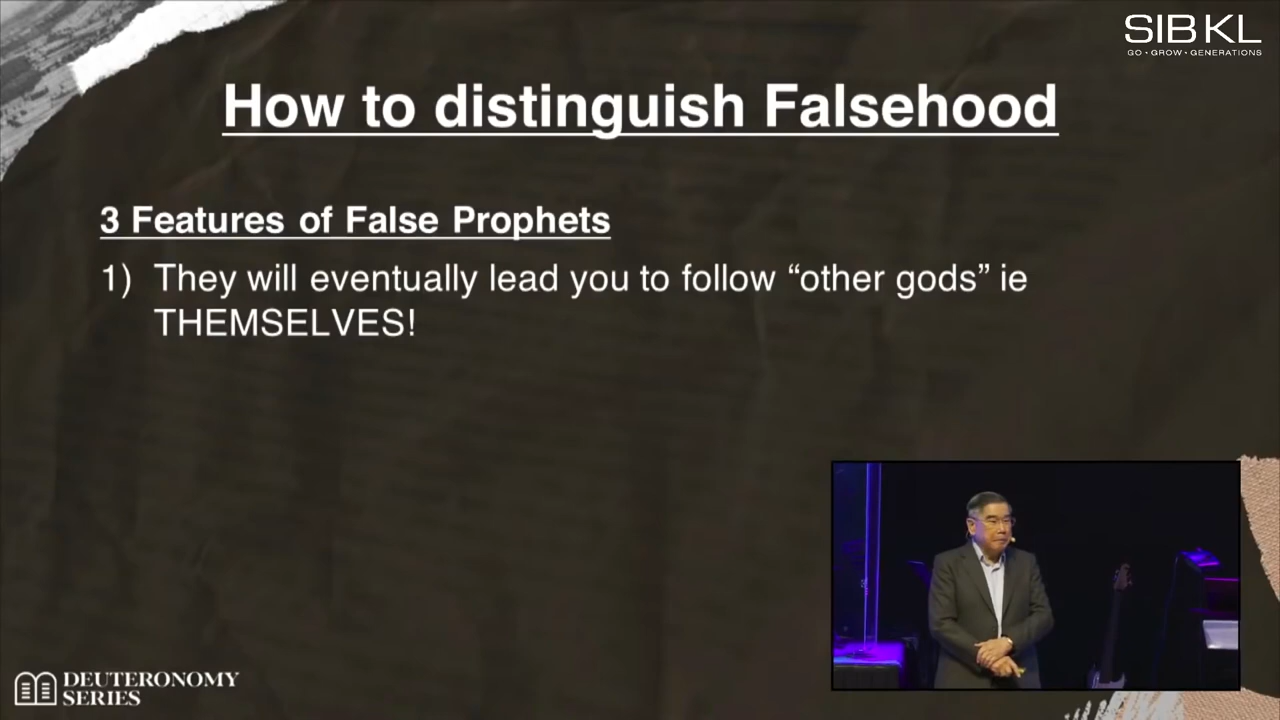 SIBKL
GO • GROW • GENERATIONS
How to distinguish Falsehood
3 Features of False Prophets
1) They will eventually lead you to follow “other gods” ie
THEMSELVES!
DEUTERONOMY
SERIES